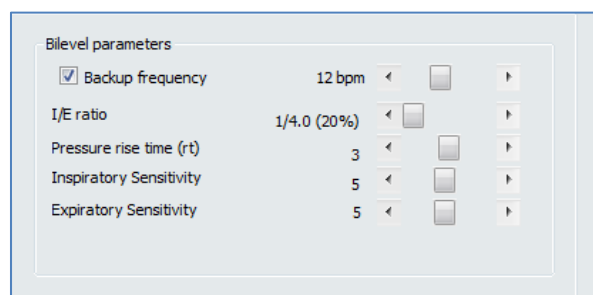 Bilevel parameters
Backup frequency 12 bpm
I/E ratio 1/4.0 (20%)
Pressure rise time (rt) 3
Inspiratory Sensitivity 5
Expiratory Sensitivity 5